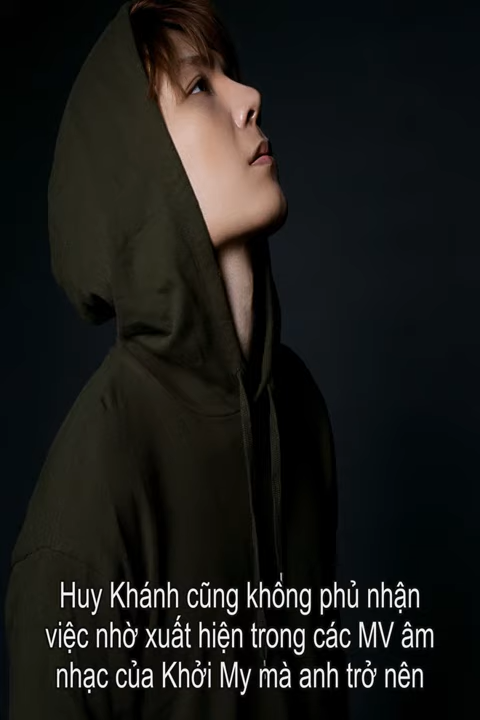 Huy Khánh cũng không phủ nhận
việc nhờ xuất hiện trong các MV âm
nhạc của Khởi My mà anh trở nên